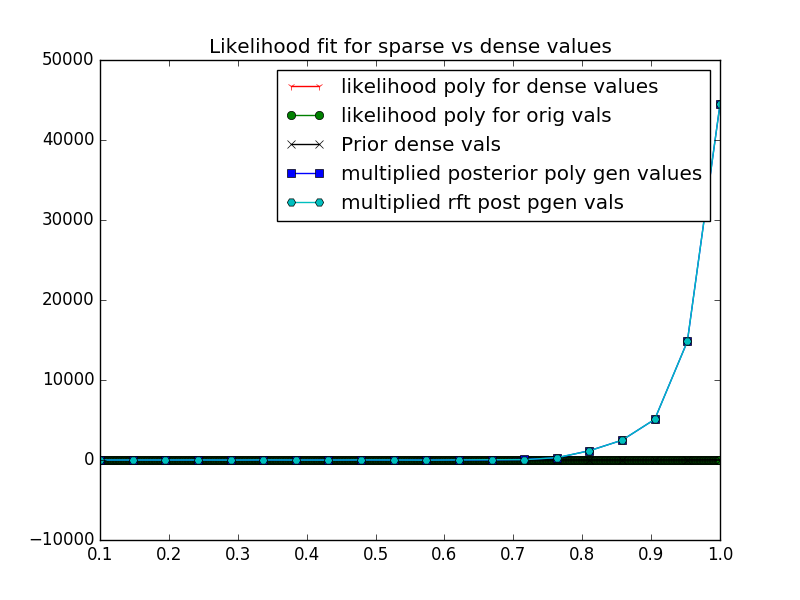 Likelihood fit for sparse vs dense values
50000
40000
30000
20000
10000
0
−10000
likelihood poly for dense values
likelihood poly for orig vals
Prior dense vals
multiplied posterior poly gen values
multiplied rft post pgen vals
0.1 0.2 0.3 0.4 0.5 0.6 0.7 0.8 0.9 1.0